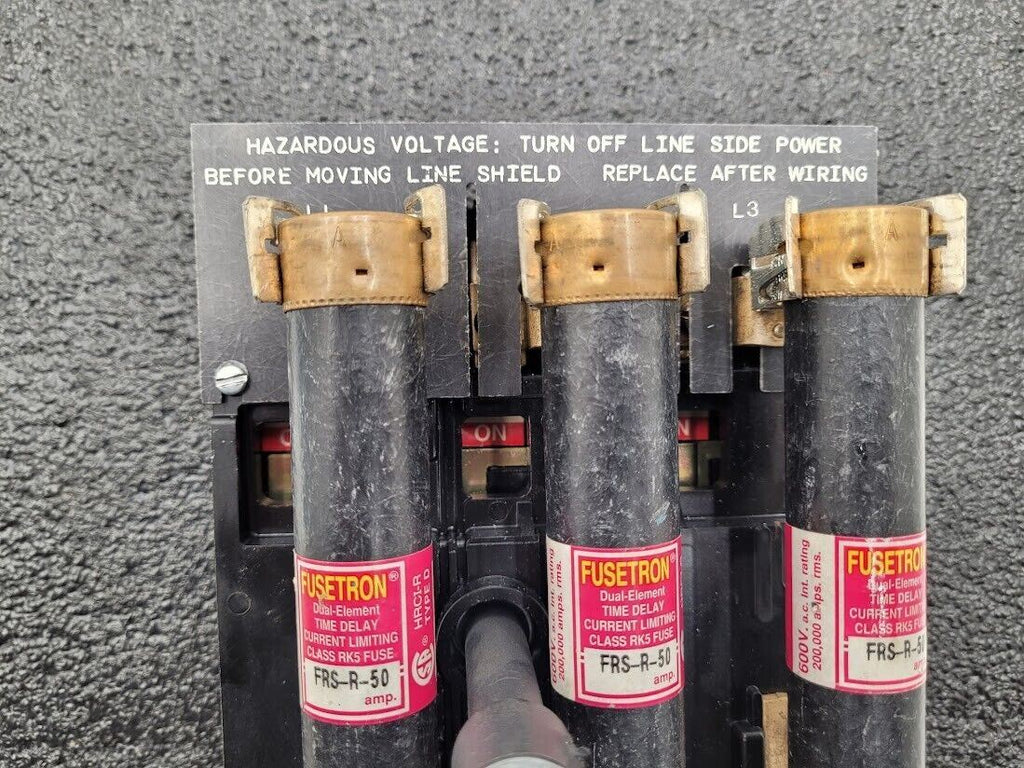 HAZARDOUS VOLTAGE: TURN OFF LINE SIDE POWER
BEFORE MOVING LINE SHIELD REPLACE AFTER WIRING
L3
A
A
A
ON
FUSETRON®
Dual-Element
TIME DELAY
CURRENT LIMITING
CLASS RK5 FUSE
FRS-R-50
amp.
HRCI-R
TYPE D
600V. a.c. Int. rating
200,000 amps. rms.
FUSETRON®
Dual-Element
TIME DELAY
CURRENT LIMITING
CLASS RK5 FUSE
FRS-R-50
amp.
600V. a.c. Int. rating
200,000 amps. rms.
FUSETRON
Dual-Element
TIME DELAY
CURRENT LIMITING
CLASS RK5 FUSE
amp.